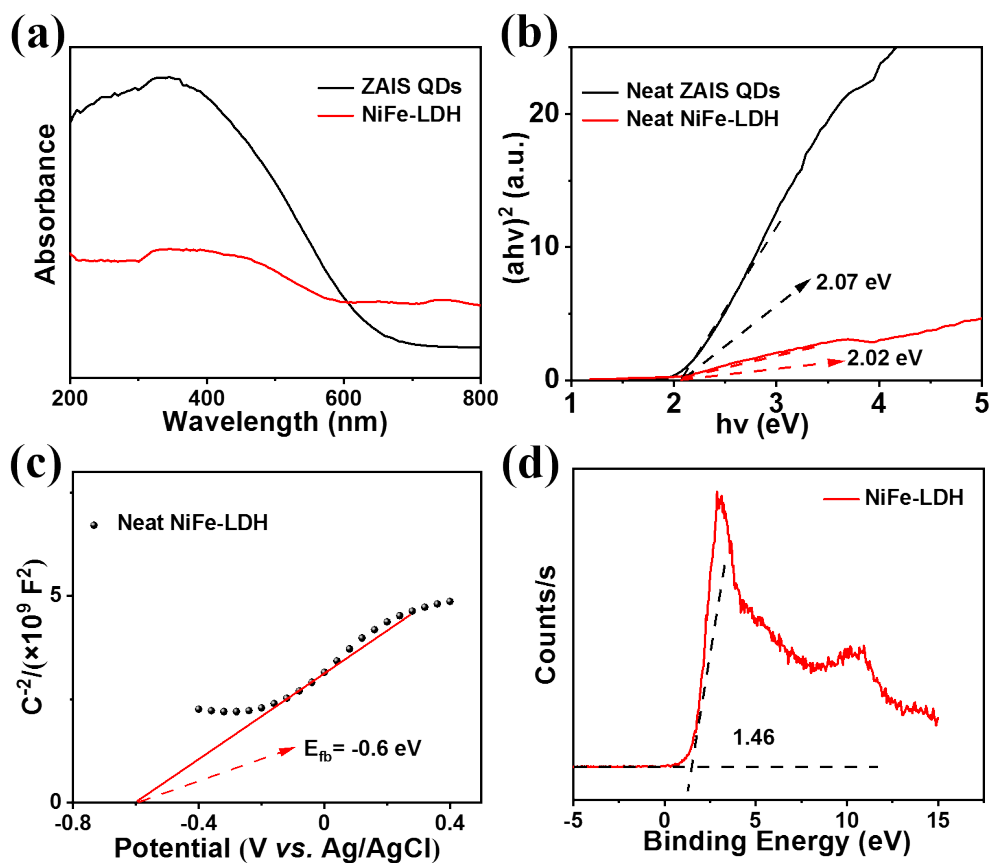 (a)
ZAIS QDs
NiFe-LDH
Absorbance
200 400 600 800
Wavelength (nm)
(b)
Neat ZAIS QDs
Neat NiFe-LDH
(ahv)² (a.u.)
20
10
0
2.07 eV
2.02 eV
1 2 3 4 5
hv (eV)
(c)
Neat NiFe-LDH
C⁻²/(×10⁹ F²)
5
0
E_fb= -0.6 eV
-0.8 -0.4 0 0.4
Potential (V vs. Ag/AgCl)
(d)
NiFe-LDH
Counts/s
1.46
-5 0 5 10 15
Binding Energy (eV)